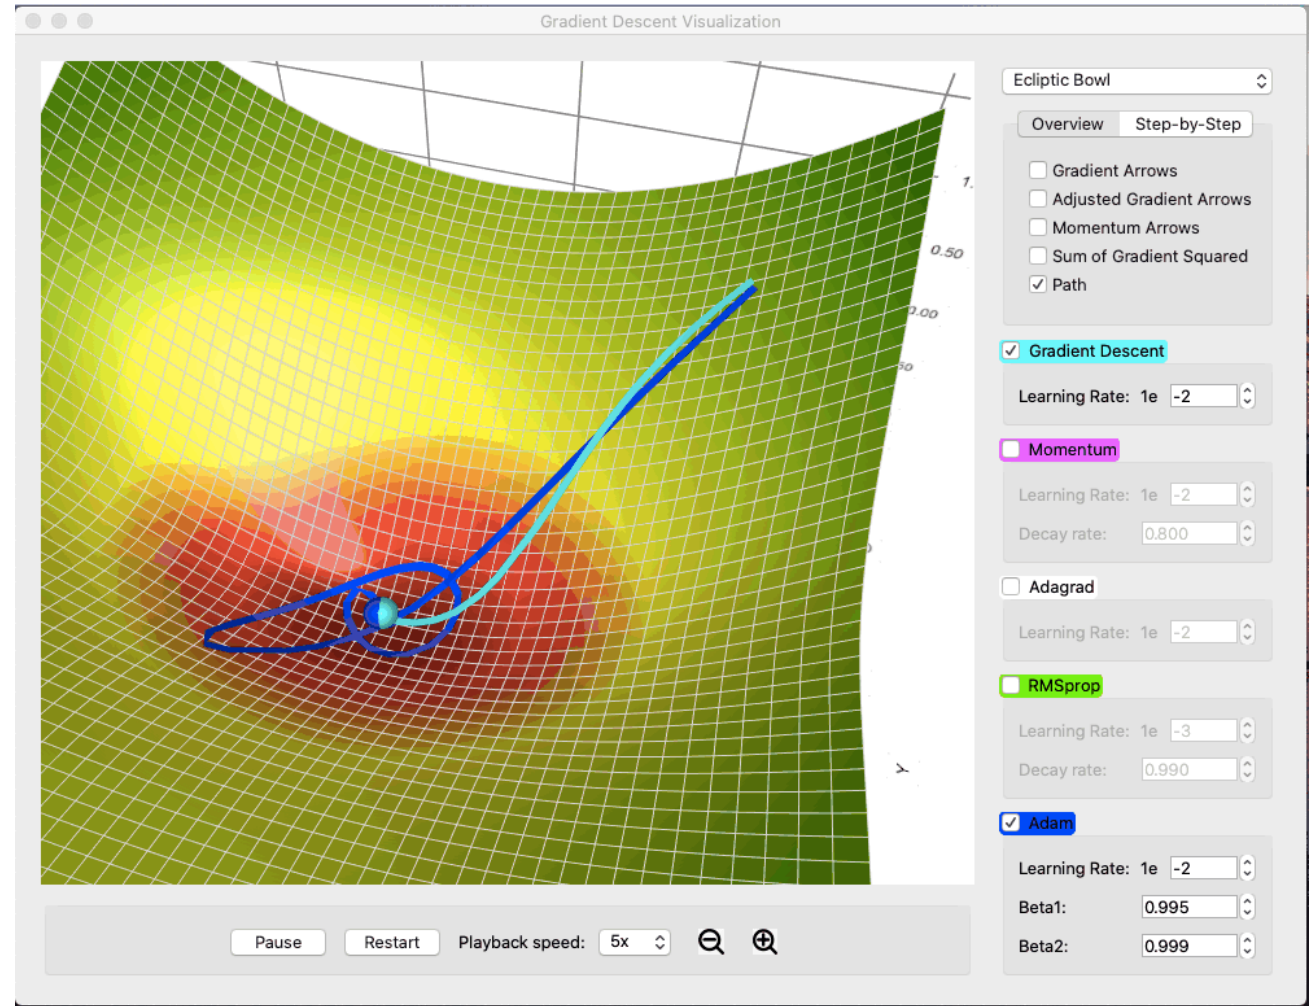 Gradient Descent Visualization
Ecliptic Bowl
Overview Step-by-Step
Gradient Arrows
Adjusted Gradient Arrows
Momentum Arrows
Sum of Gradient Squared
Path
1.
0.50
0.00
50
Y
Gradient Descent
Learning Rate: 1e -2
Momentum
Learning Rate: 1e -2
Decay rate: 0.800
Adagrad
Learning Rate: 1e -2
RMSprop
Learning Rate: 1e -3
Decay rate: 0.990
Adam
Learning Rate: 1e -2
Beta1: 0.995
Beta2: 0.999
Pause Restart Playback speed: 5x